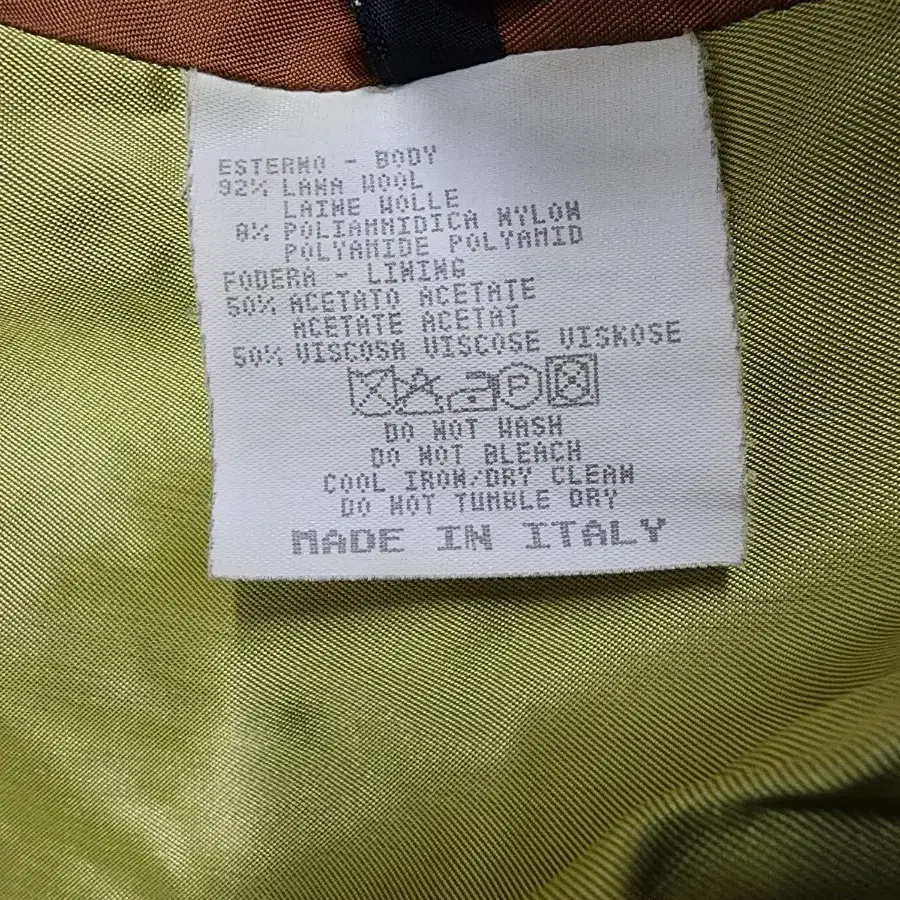 ESTERNO - BODY
92% LANA WOOL
LAINE WOLLE
8% POLIAMMIDICA NYLON
POLYAMIDE POLYAMID
FODERA - LINING
50% ACETATO ACETATE
ACETATE ACETAT
50% VISCOSA VISCOSE VISKOSE
P
DO NOT WASH
DO NOT BLEACH
COOL IRON/DRY CLEAN
DO NOT TUMBLE DRY
MADE IN ITALY